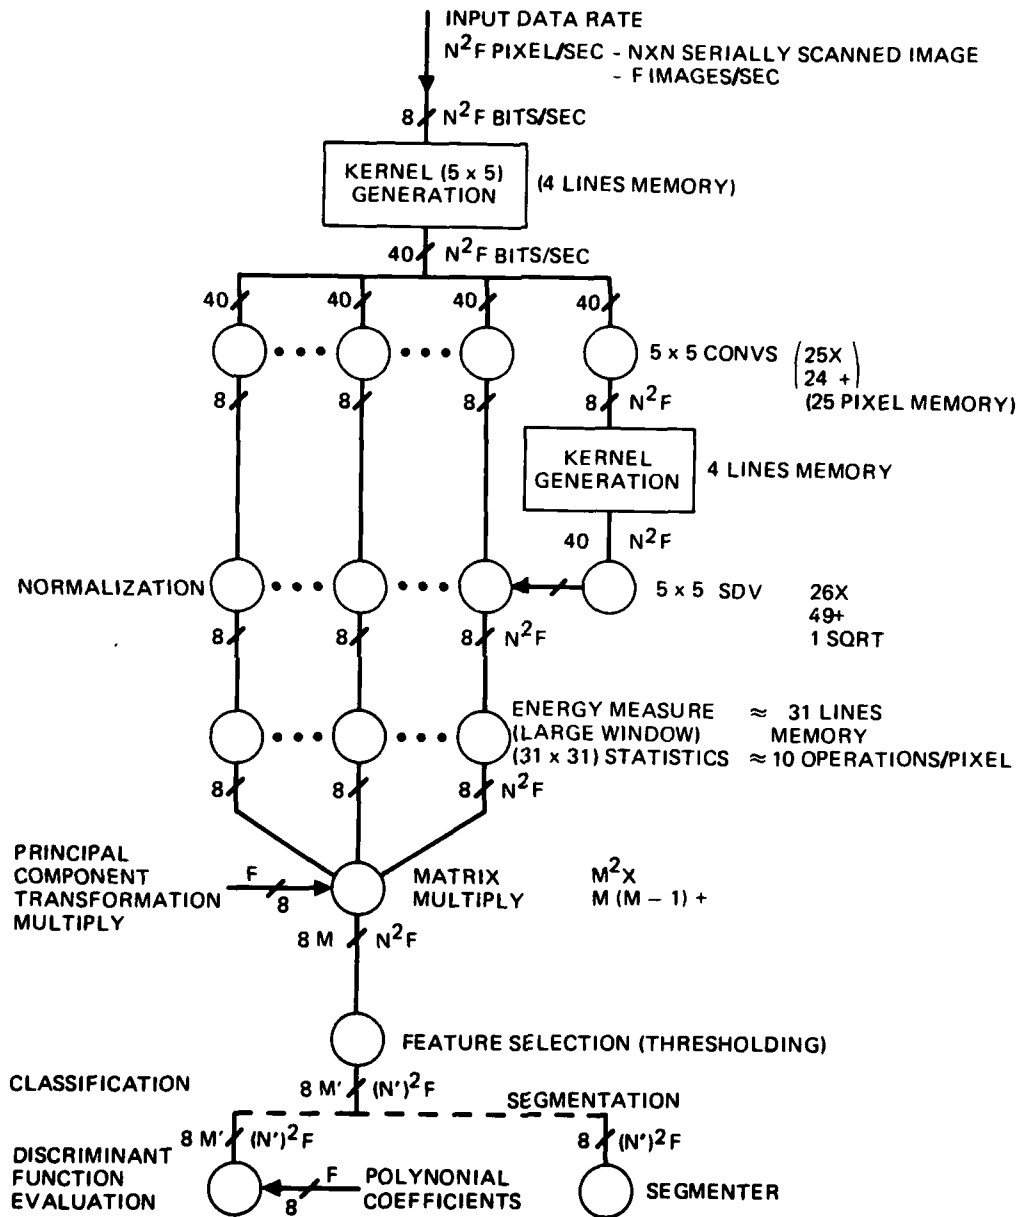 INPUT DATA RATE
N²F PIXEL/SEC - NXN SERIALLY SCANNED IMAGE
- F IMAGES/SEC
8 N²F BITS/SEC
KERNEL (5 x 5)
GENERATION
(4 LINES MEMORY)
40 N²F BITS/SEC
40 40 40 40
5 x 5 CONVS (25X
24 +)
(25 PIXEL MEMORY)
8 8 8 8 N²F
KERNEL
GENERATION
4 LINES MEMORY
40 N²F
NORMALIZATION
5 x 5 SDV 26X
49+
1 SQRT
8 8 8 N²F
ENERGY MEASURE ≈ 31 LINES
(LARGE WINDOW) MEMORY
(31 x 31) STATISTICS ≈ 10 OPERATIONS/PIXEL
8 8 8 N²F
PRINCIPAL
COMPONENT
TRANSFORMATION
MULTIPLY
F
8
MATRIX
MULTIPLY
M²X
M (M − 1) +
8 M N²F
FEATURE SELECTION (THRESHOLDING)
CLASSIFICATION
8 M' (N')²F
SEGMENTATION
8 M' (N')²F
8 (N')²F
DISCRIMINANT
FUNCTION
EVALUATION
F
8
POLYNONIAL
COEFFICIENTS
SEGMENTER